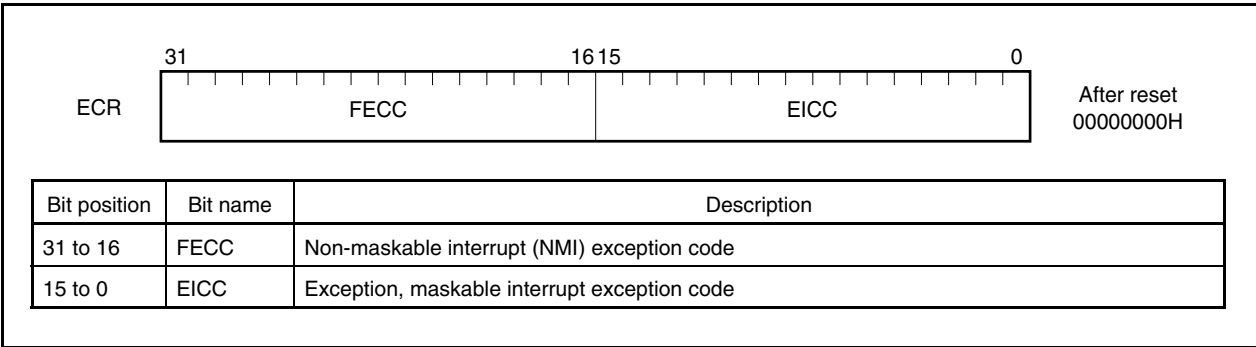 31 16 15 0
ECR FECC EICC After reset
00000000H
Bit position Bit name Description
31 to 16 FECC Non-maskable interrupt (NMI) exception code
15 to 0 EICC Exception, maskable interrupt exception code